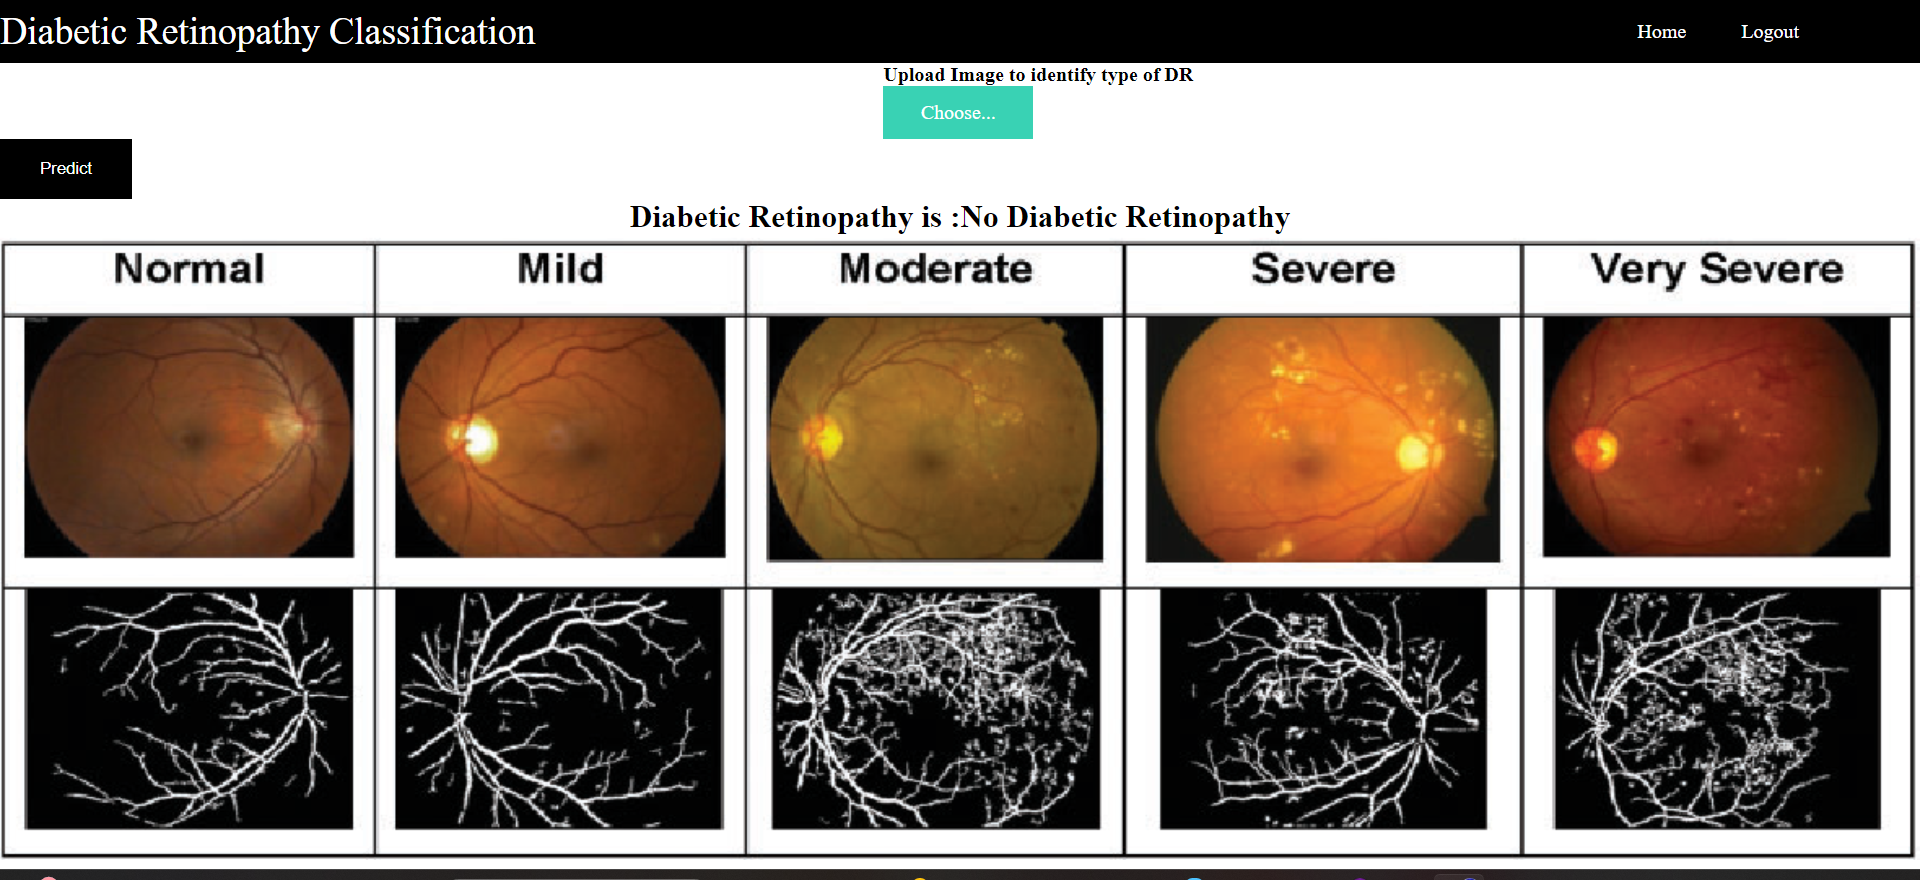 Diabetic Retinopathy Classification
Home
Logout
Upload Image to identify type of DR
Choose...
Predict
Diabetic Retinopathy is :No Diabetic Retinopathy
Normal
Mild
Moderate
Severe
Very Severe